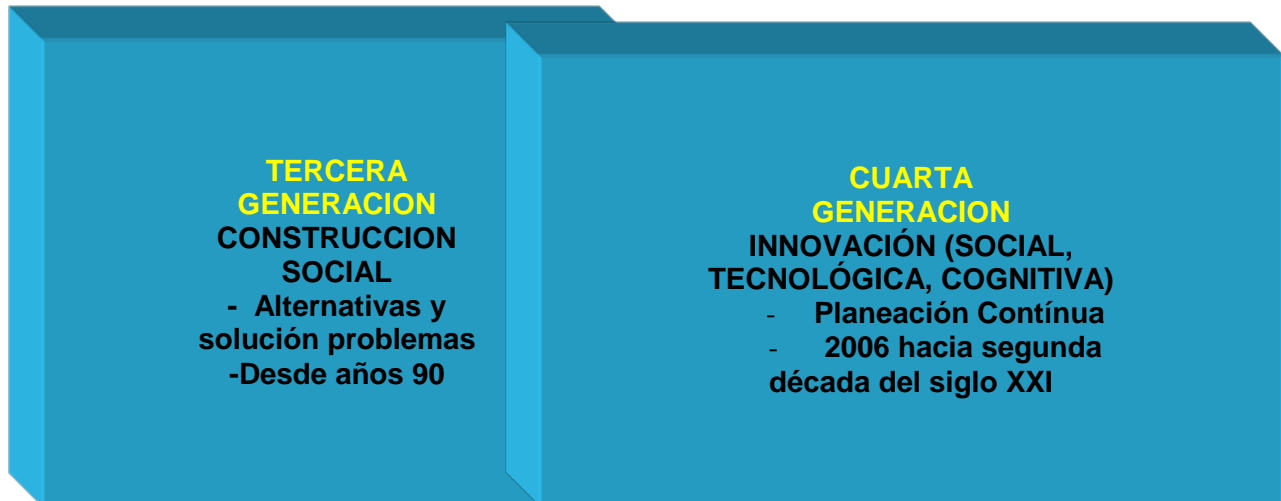 TERCERA
GENERACION
CONSTRUCCION
SOCIAL
- Alternativas y
solución problemas
-Desde años 90
CUARTA
GENERACION
INNOVACIÓN (SOCIAL,
TECNOLÓGICA, COGNITIVA)
- Planeación Contínua
- 2006 hacia segunda
década del siglo XXI